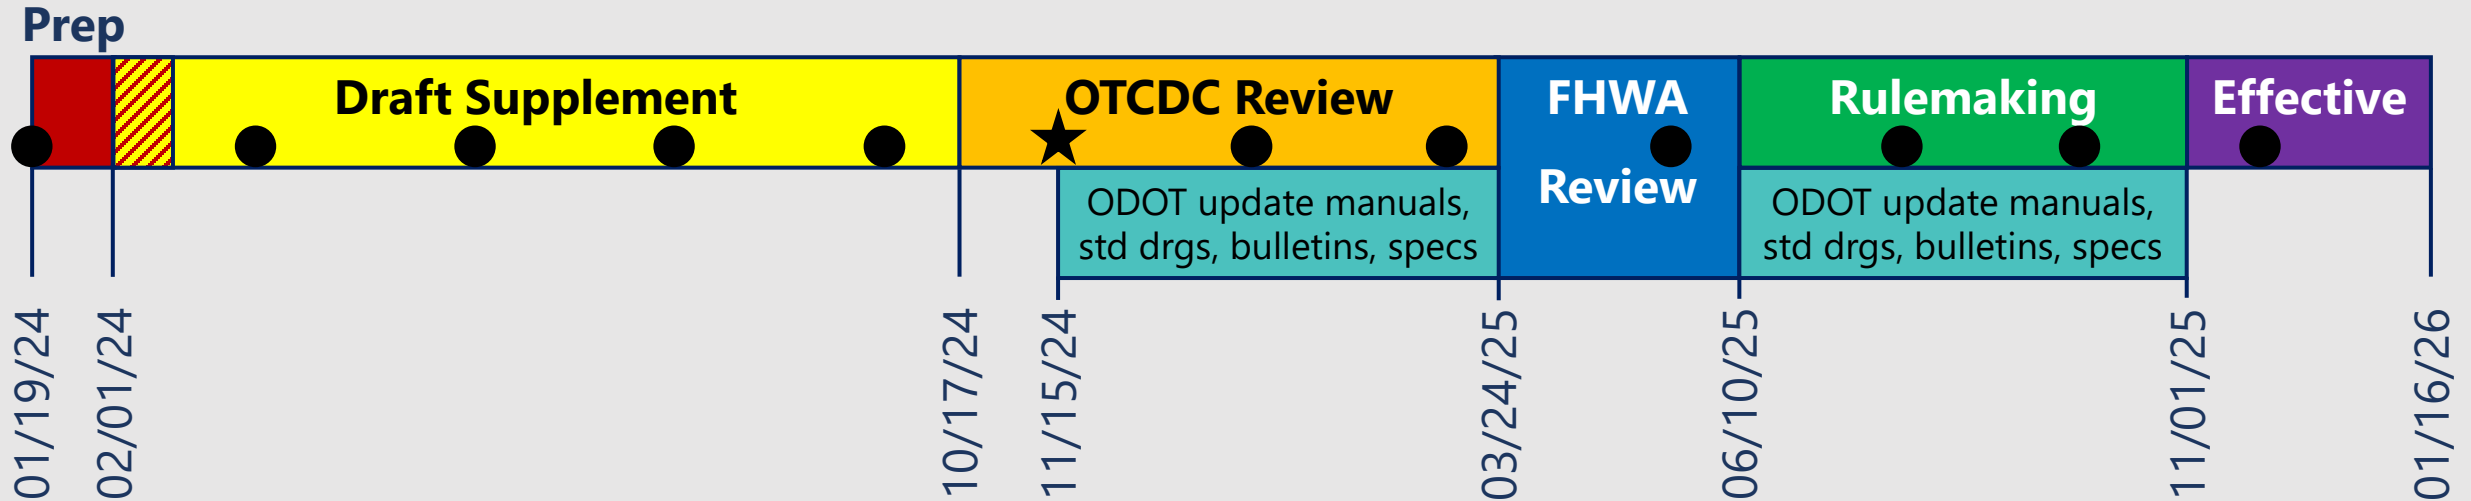 Prep
Draft Supplement
OTCDC Review
FHWA
Review
Rulemaking
Effective
ODOT update manuals,
std drgs, bulletins, specs
ODOT update manuals,
std drgs, bulletins, specs
01/19/24
02/01/24
10/17/24
11/15/24
03/24/25
06/10/25
11/01/25
01/16/26